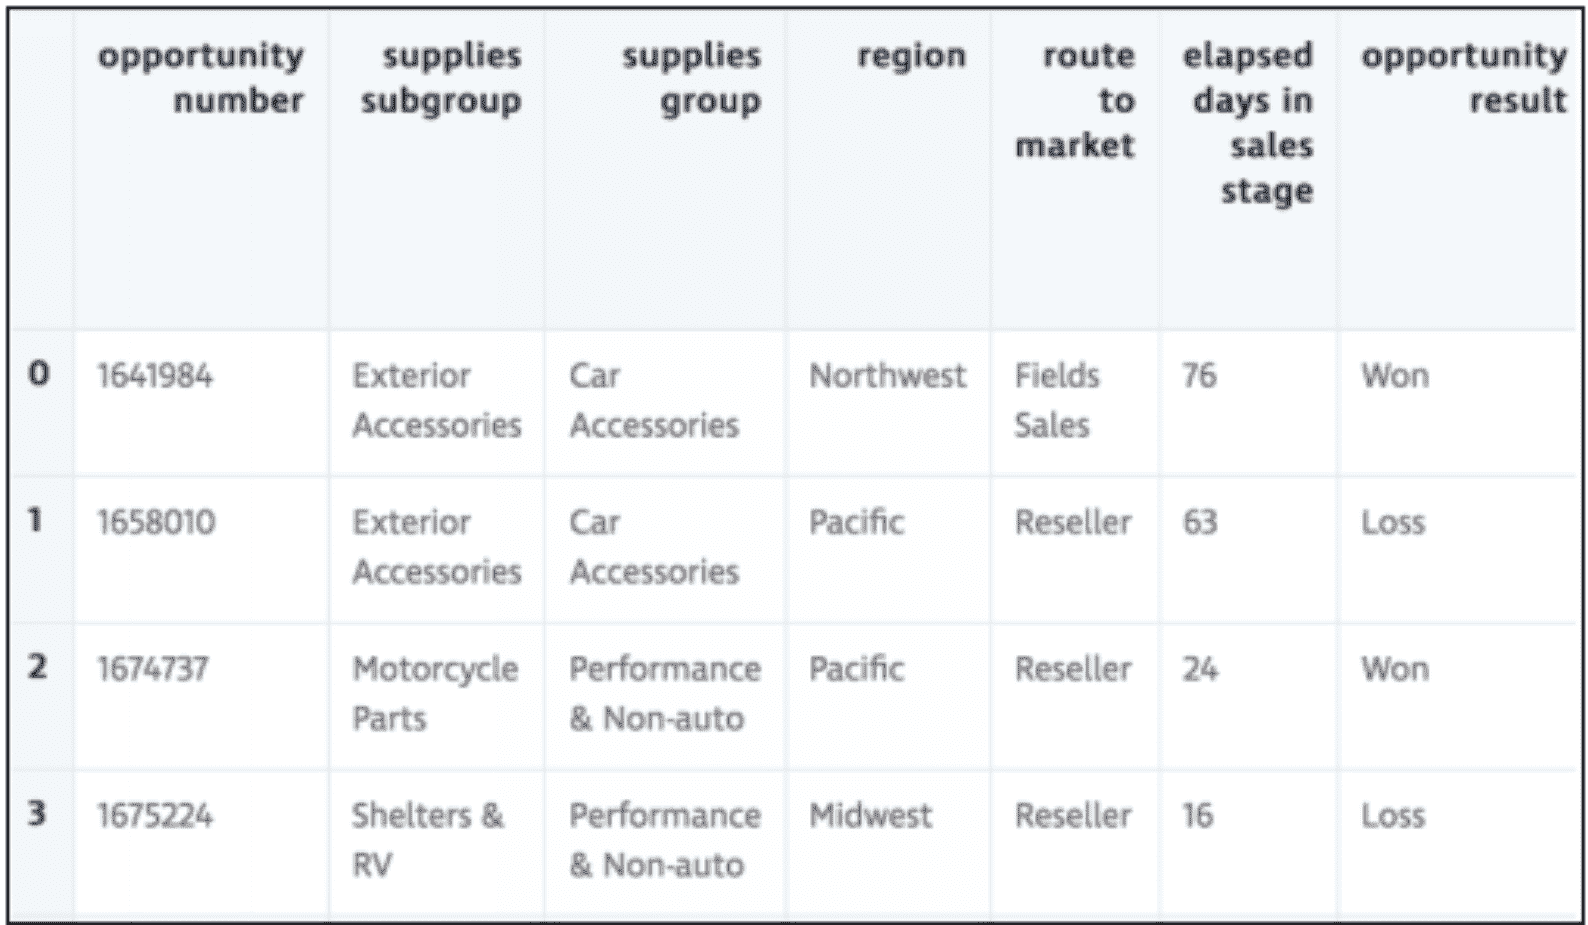 opportunity number
supplies subgroup
supplies group
region
route to market
elapsed days in sales stage
opportunity result
0
1641984
Exterior Accessories
Car Accessories
Northwest
Fields Sales
76
Won
1
1658010
Exterior Accessories
Car Accessories
Pacific
Reseller
63
Loss
2
1674737
Motorcycle Parts
Performance & Non-auto
Pacific
Reseller
24
Won
3
1675224
Shelters & RV
Performance & Non-auto
Midwest
Reseller
16
Loss